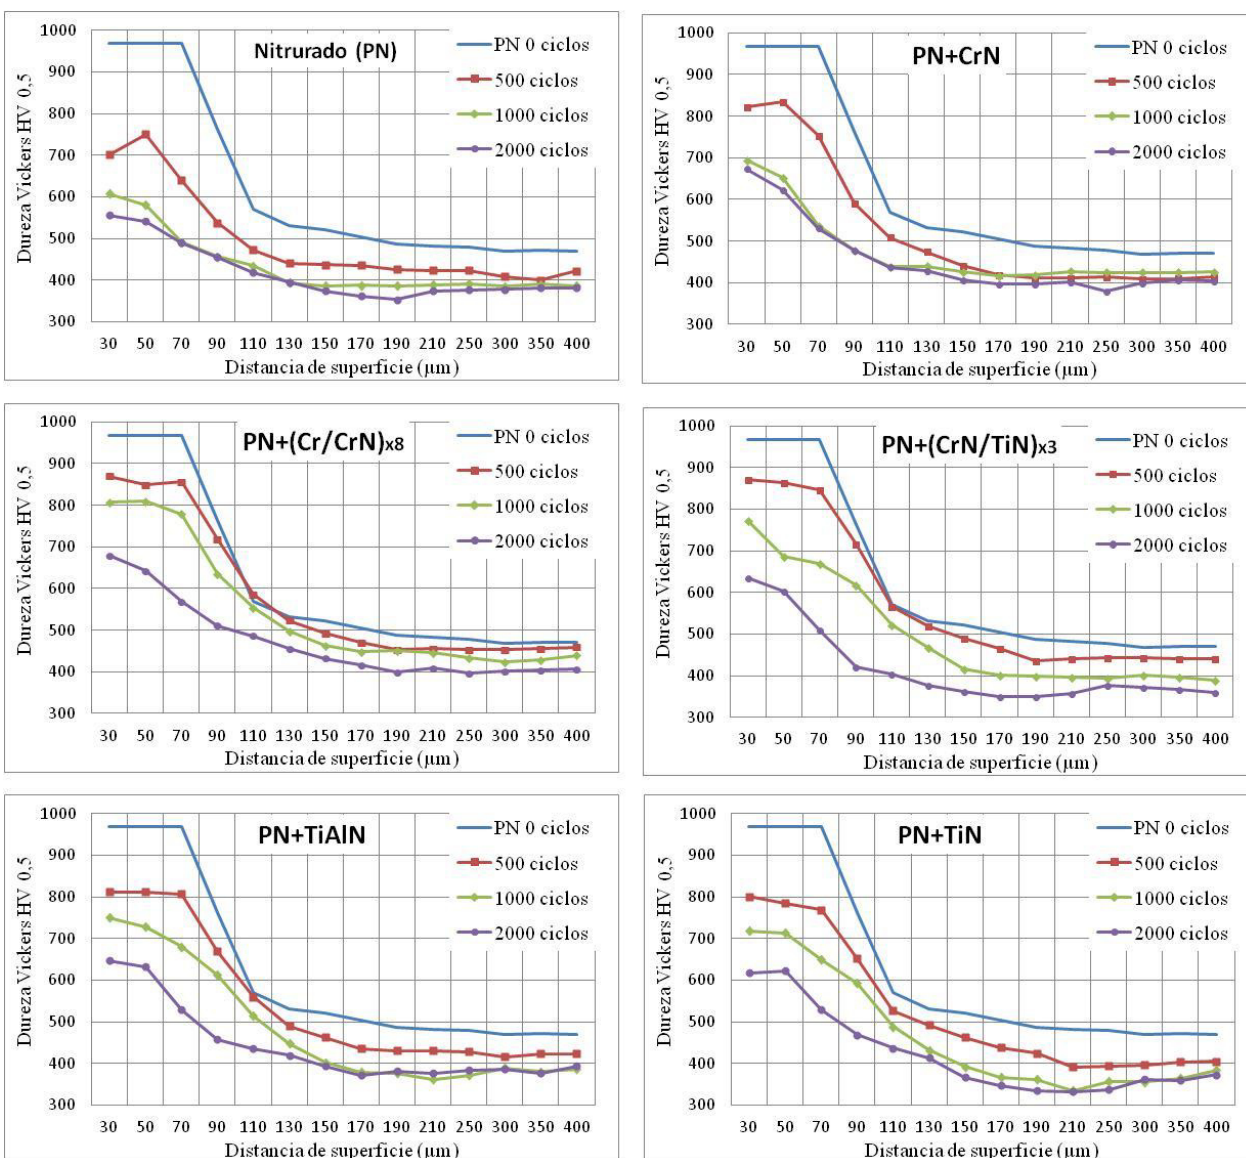 Nitrurado (PN)
PN 0 ciclos
500 ciclos
1000 ciclos
2000 ciclos
Dureza Vickers HV 0,5
1000
900
800
700
600
500
400
300
30 50 70 90 110 130 150 170 190 210 250 300 350 400
Distancia de superficie (µm)
PN+CrN
PN 0 ciclos
500 ciclos
1000 ciclos
2000 ciclos
Dureza Vickers HV 0,5
1000
900
800
700
600
500
400
300
30 50 70 90 110 130 150 170 190 210 250 300 350 400
Distancia de superficie (µm)
PN+(Cr/CrN)x8
PN 0 ciclos
500 ciclos
1000 ciclos
2000 ciclos
Dureza Vickers HV 0,5
1000
900
800
700
600
500
400
300
30 50 70 90 110 130 150 170 190 210 250 300 350 400
Distancia de superficie (µm)
PN+(CrN/TiN)x3
PN 0 ciclos
500 ciclos
1000 ciclos
2000 ciclos
Dureza Vickers HV 0,5
1000
900
800
700
600
500
400
300
30 50 70 90 110 130 150 170 190 210 250 300 350 400
Distancia de superficie (µm)
PN+TiAlN
PN 0 ciclos
500 ciclos
1000 ciclos
2000 ciclos
Dureza Vickers HV 0,5
1000
900
800
700
600
500
400
300
30 50 70 90 110 130 150 170 190 210 250 300 350 400
Distancia de superficie (µm)
PN+TiN
PN 0 ciclos
500 ciclos
1000 ciclos
2000 ciclos
Dureza Vickers HV 0,5
1000
900
800
700
600
500
400
300
30 50 70 90 110 130 150 170 190 210 250 300 350 400
Distancia de superficie (µm)